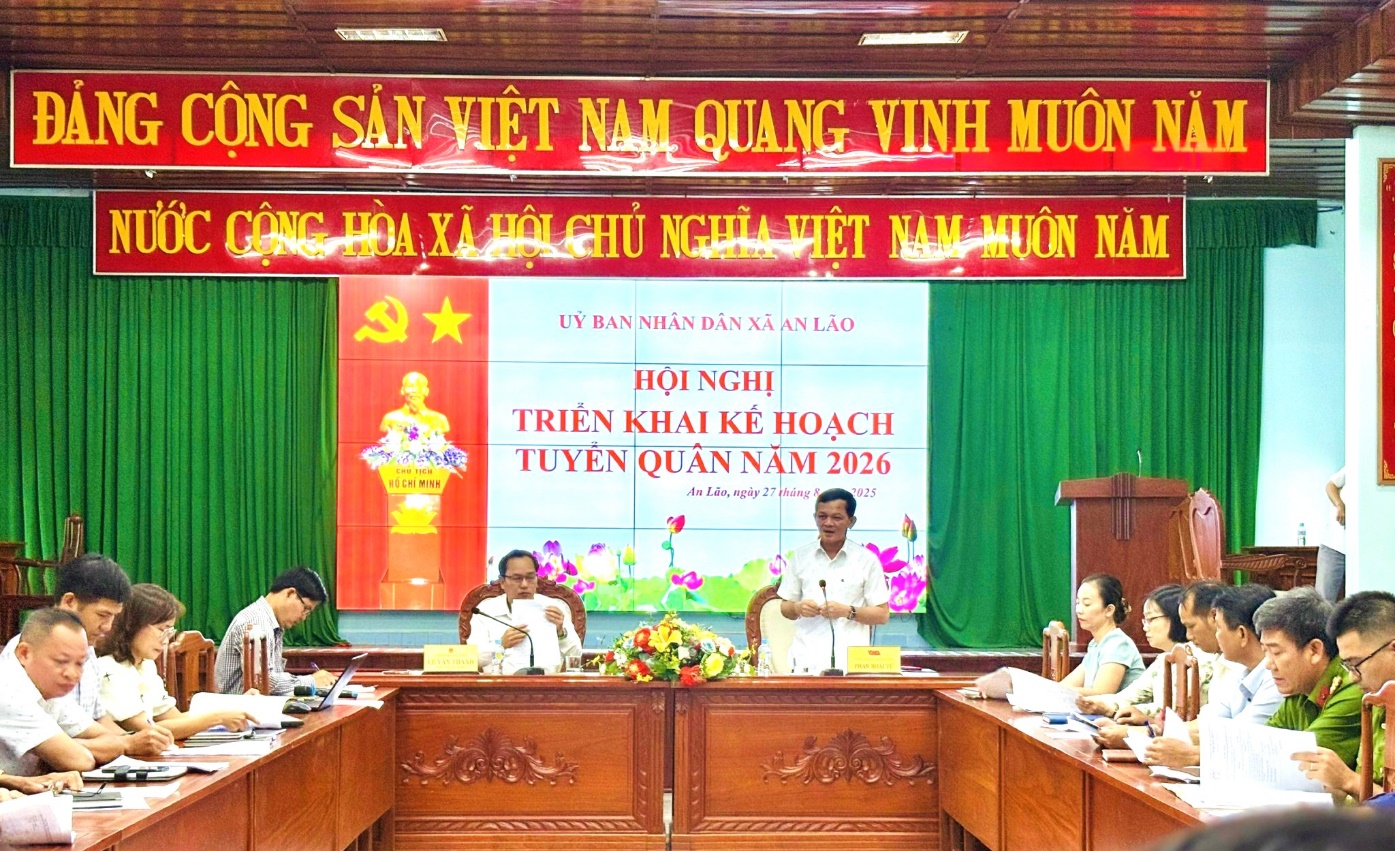 ĐẢNG CỘNG SẢN VIỆT NAM QUANG VINH MUÔN NĂM
NƯỚC CỘNG HÒA XÃ HỘI CHỦ NGHĨA VIỆT NAM MUÔN NĂM
UỶ BAN NHÂN DÂN XÃ AN LÃO
HỘI NGHỊ
TRIỂN KHAI KẾ HOẠCH
TUYỂN QUÂN NĂM 2026
An Lão, ngày 27 tháng 8 2025
CHỦ TỊCH
HỒ CHÍ MINH